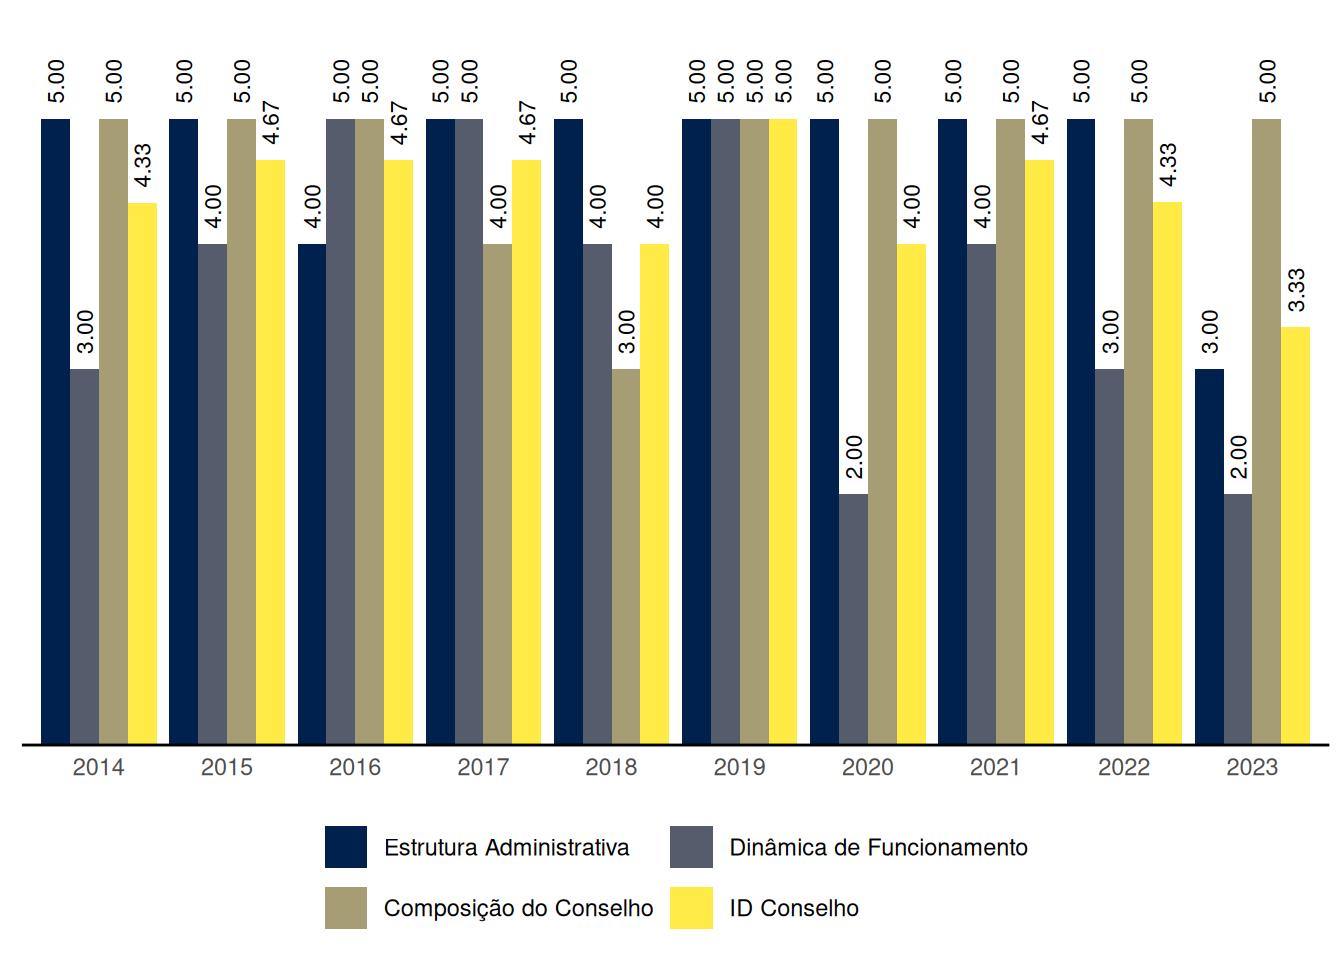 5.00 5.00 5.00 5.00 5.00 5.00 5.00 5.00 5.00 5.00 5.00 5.00 5.00 5.00 5.00 5.00 5.00 5.00 5.00 5.00
4.67 4.67 4.67 4.67
4.33 4.33
4.00 4.00 4.00 4.00 4.00 4.00 4.00
3.33
3.00 3.00 3.00 3.00
2.00 2.00
2014 2015 2016 2017 2018 2019 2020 2021 2022 2023
Estrutura Administrativa Dinâmica de Funcionamento
Composição do Conselho ID Conselho